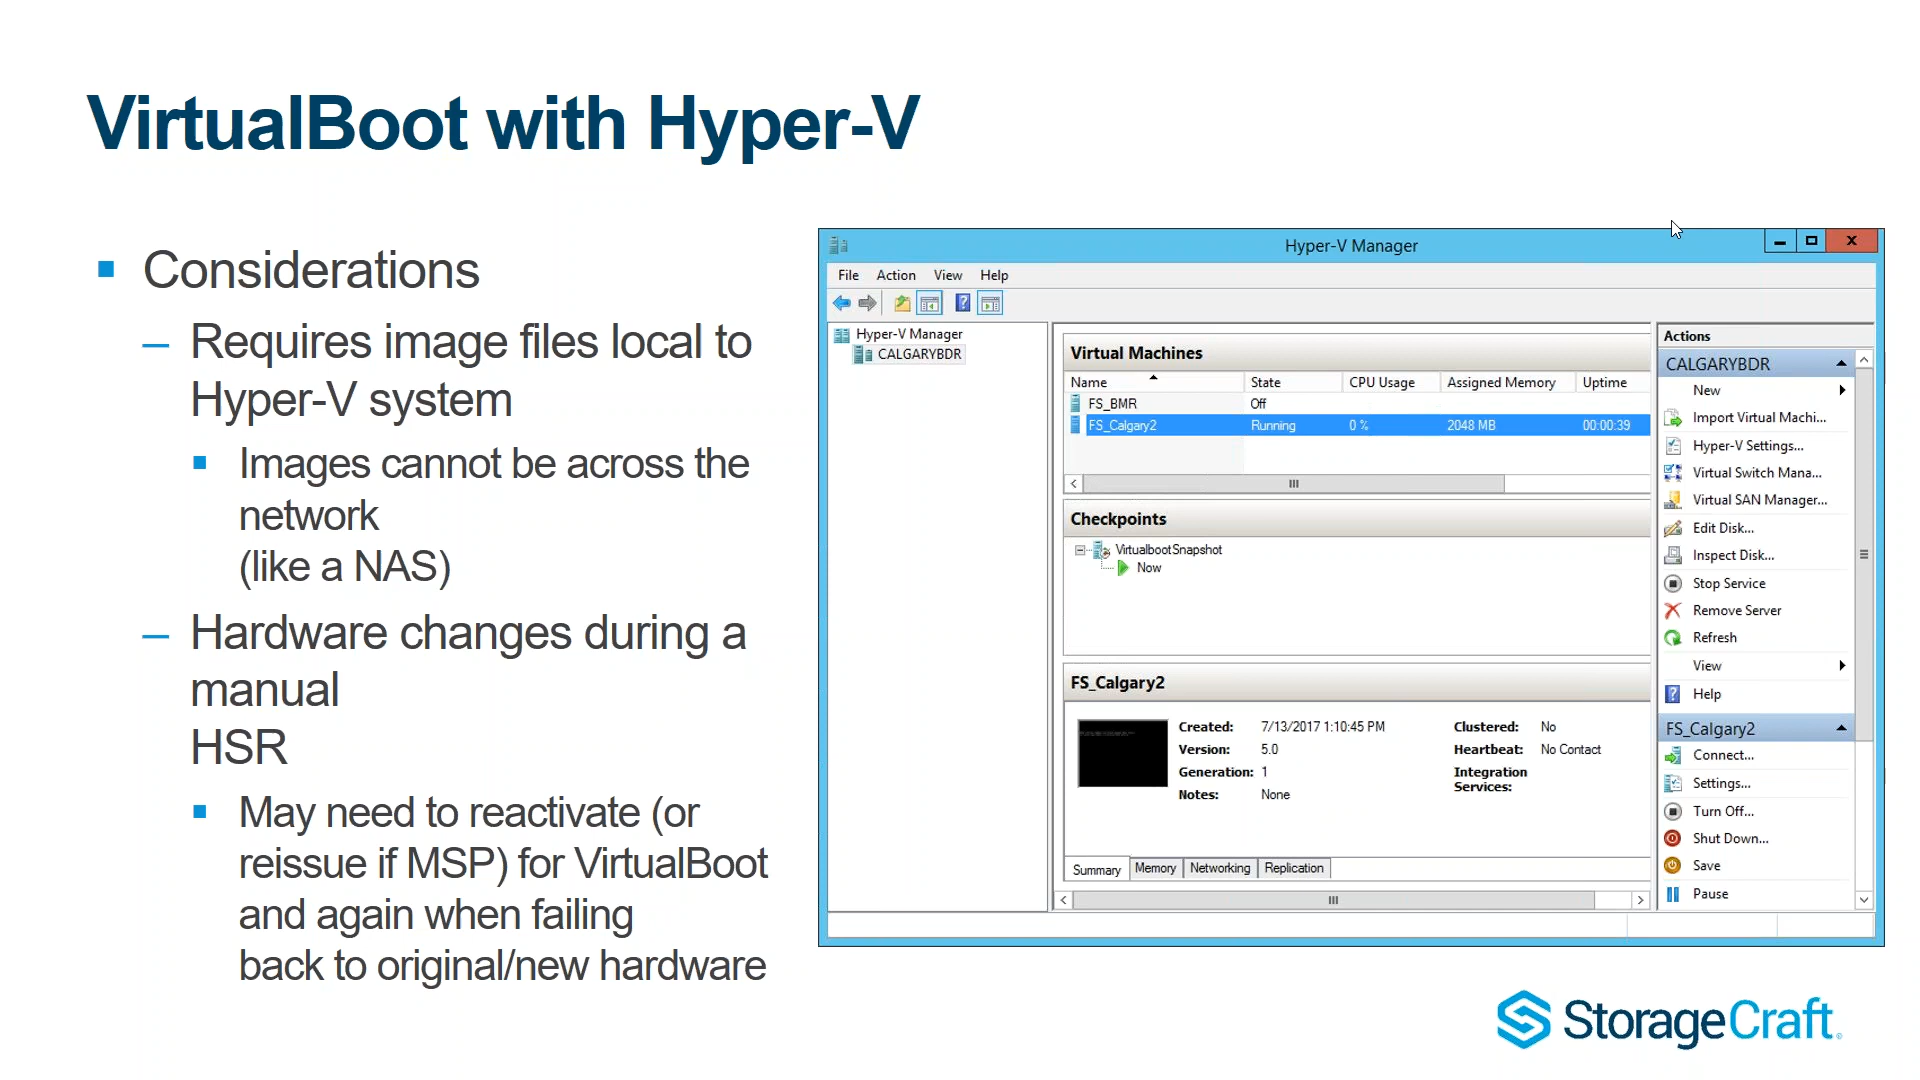 VirtualBoot with Hyper-V
Considerations
– Requires image files local to
Hyper-V system
Images cannot be across the
network
(like a NAS)
– Hardware changes during a
manual
HSR
May need to reactivate (or
reissue if MSP) for VirtualBoot
and again when failing
back to original/new hardware
Hyper-V Manager
File Action View Help
Hyper-V Manager
CALGARYBDR
Virtual Machines
Name State CPU Usage Assigned Memory Uptime
FS_BMR Off
FS_Calgary2 Running 0 % 2048 MB 00:00:39
Checkpoints
VirtualbootSnapshot
Now
FS_Calgary2
Created: 7/13/2017 1:10:45 PM Clustered: No
Version: 5.0 Heartbeat: No Contact
Generation: 1 Integration
Services:
Notes: None
Summary Memory Networking Replication
Actions
CALGARYBDR
New
Import Virtual Machi...
Hyper-V Settings...
Virtual Switch Mana...
Virtual SAN Manager...
Edit Disk...
Inspect Disk...
Stop Service
Remove Server
Refresh
View
Help
FS_Calgary2
Connect...
Settings...
Turn Off...
Shut Down...
Save
Pause
StorageCraft